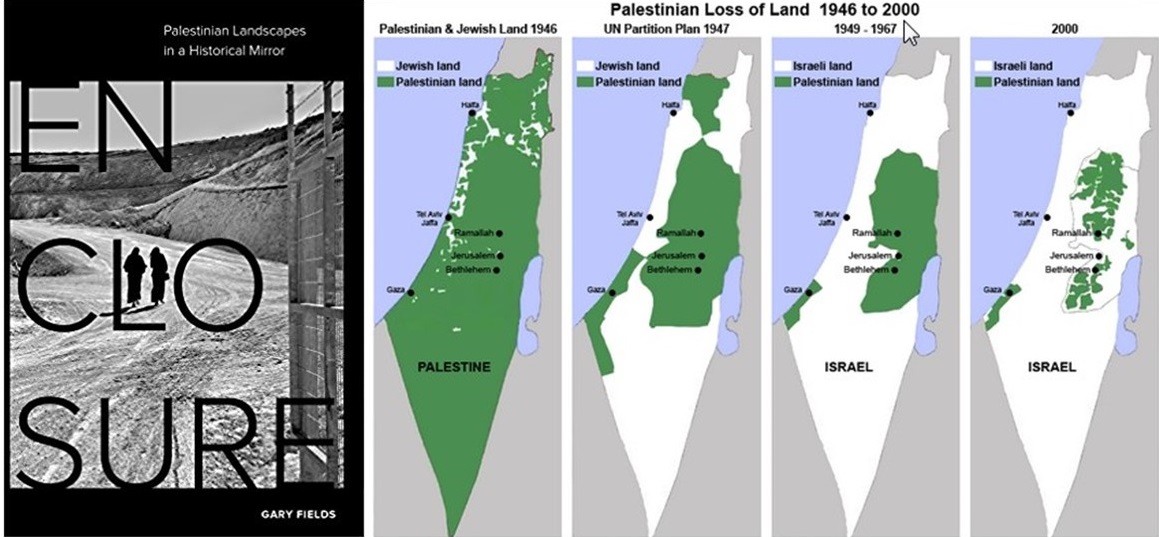 Palestinian Landscapes
in a Historical Mirror
EN
CLO
SURE
GARY FIELDS
Palestinian Loss of Land 1946 to 2000
Palestinian & Jewish Land 1946
Jewish land
Palestinian land
Haifa
Tel Aviv
Jaffa
Ramallah
Jerusalem
Bethlehem
Gaza
PALESTINE
UN Partition Plan 1947
Jewish land
Palestinian land
Haifa
Tel Aviv
Jaffa
Ramallah
Jerusalem
Bethlehem
Gaza
1949 - 1967
Israeli land
Palestinian land
Haifa
Tel Aviv
Jaffa
Ramallah
Jerusalem
Bethlehem
Gaza
ISRAEL
2000
Israeli land
Palestinian land
Haifa
Tel Aviv
Jaffa
Ramallah
Jerusalem
Bethlehem
Gaza
ISRAEL